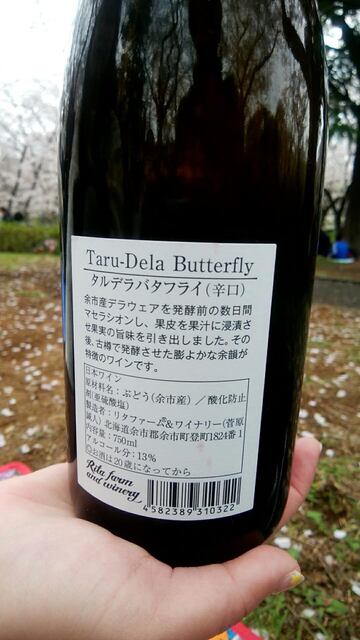 Taru-Dela Butterfly
タルデラバタフライ(辛口)
余市産デラウェアを発酵前の数日間
マセラシオンし、果皮を果汁に浸漬さ
せ果実の旨味を引き出しました。その
後、古樽で発酵させた膨よかな余韻が
特徴のワインです。
日本ワイン
原材料名:ぶどう(余市産)/酸化防止
剤(亜硫酸塩)
製造者:リタファーム&ワイナリー(菅原
誠人)北海道余市郡余市町登町1824番1
内容量:750ml
アルコール分:13%
◎お酒は20歳になってから
Rita farm
and winery
4582389310322